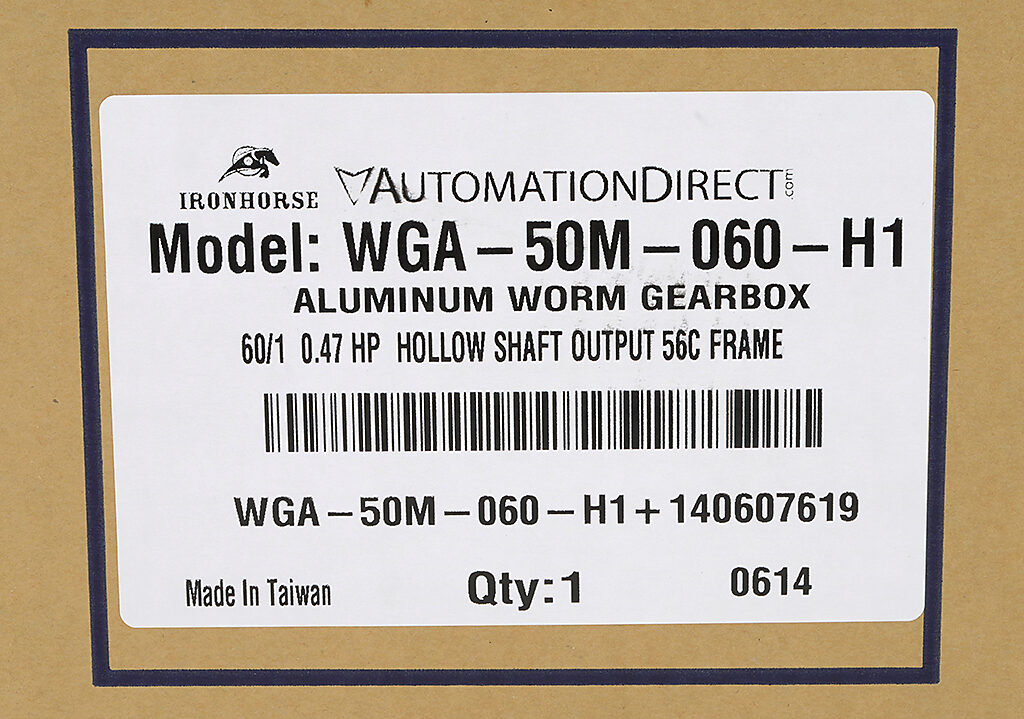 IRONHORSE
AUTOMATIONDIRECT.com
Model: WGA-50M-060-H1
ALUMINUM WORM GEARBOX
60/1 0.47 HP HOLLOW SHAFT OUTPUT 56C FRAME
WGA-50M-060-H1+140607619
Made In Taiwan Qty:1 0614